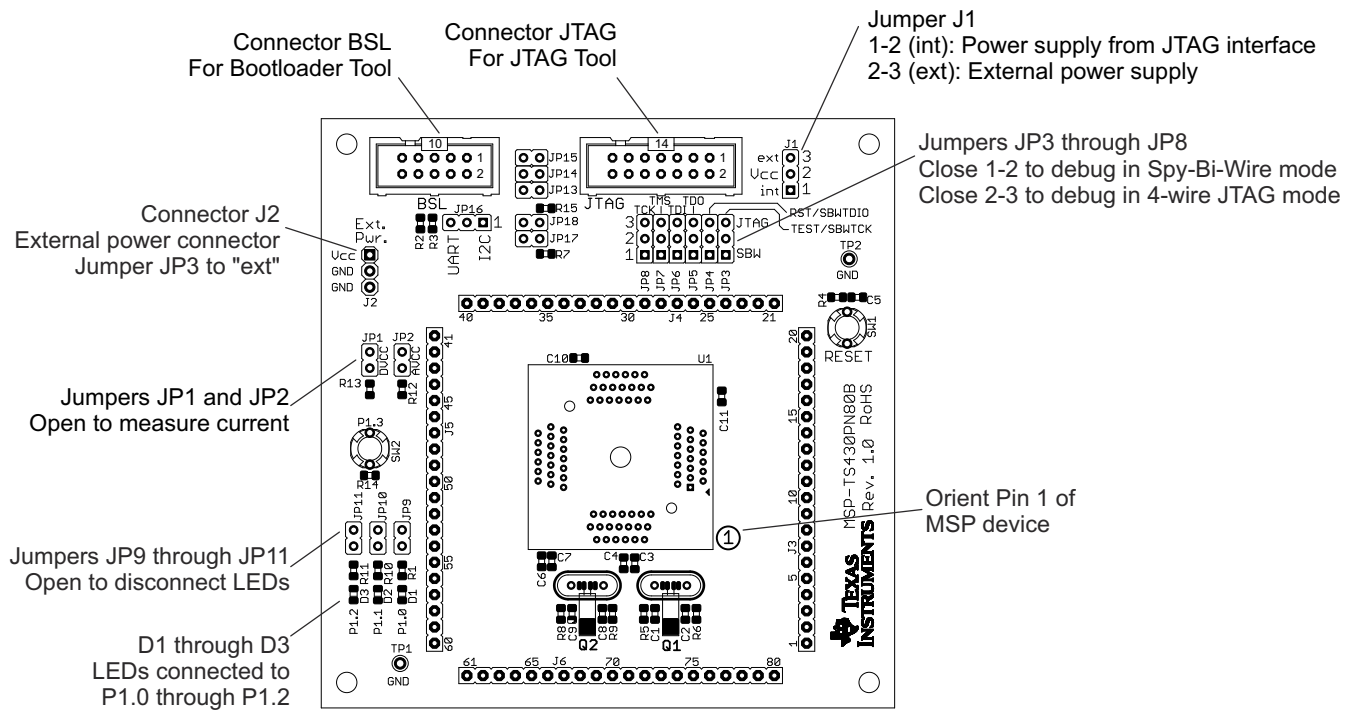 Connector BSL
For Bootloader Tool
Connector JTAG
For JTAG Tool
Jumper J1
1-2 (int): Power supply from JTAG interface
2-3 (ext): External power supply
Jumpers JP3 through JP8
Close 1-2 to debug in Spy-Bi-Wire mode
Close 2-3 to debug in 4-wire JTAG mode
Connector J2
External power connector
Jumper JP3 to "ext"
Jumpers JP1 and JP2
Open to measure current
Jumpers JP9 through JP11
Open to disconnect LEDs
D1 through D3
LEDs connected to
P1.0 through P1.2
Orient Pin 1 of
MSP device
10
1
2
BSL
JP15
JP14
JP13
R15
JP18
JP17
R7
14
1
2
JTAG
J1
ext 3
Vcc 2
int 1
TMS TDO
TCK TDI
RST/SBWTDIO
TEST/SBWTCK
3 JTAG
2
1 SBW
JP8
JP7
JP6
JP5
JP4
JP3
R2
R3
JP16
1
UART
I2C
Ext.
Pwr.
Vcc
GND
GND
J2
TP2
GND
R4
C5
SW1
RESET
40 35 30 J4 25 21
JP1 JP2
DVCC
AVCC
R13
R12
P1.3
SW2
R14
JP11
JP10
JP9
R11
R10
R1
D3
D2
D1
P1.2
P1.1
P1.0
TP1
GND
41
45
J5
50
55
60
C10
U1
C11
1
C7
C6
C4
C3
R8
C9
C8
R9
Q2
R5
C1
C2
R6
Q1
20
15
10
J3
5
1
MSP-TS430PN80B
Rev. 1.0 RoHS
TEXAS
INSTRUMENTS
61 65 J6 70 75 80